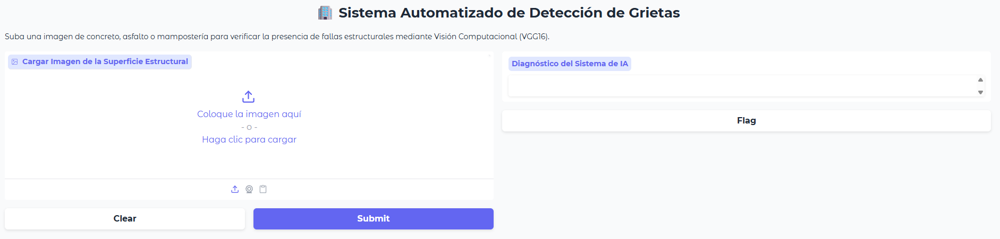 Sistema Automatizado de Detección de Grietas
Suba una imagen de concreto, asfalto o mampostería para verificar la presencia de fallas estructurales mediante Visión Computacional (VGG16).
Cargar Imagen de la Superficie Estructural
Coloque la imagen aquí
- o -
Haga clic para cargar
Clear
Submit
Diagnóstico del Sistema de IA
Flag